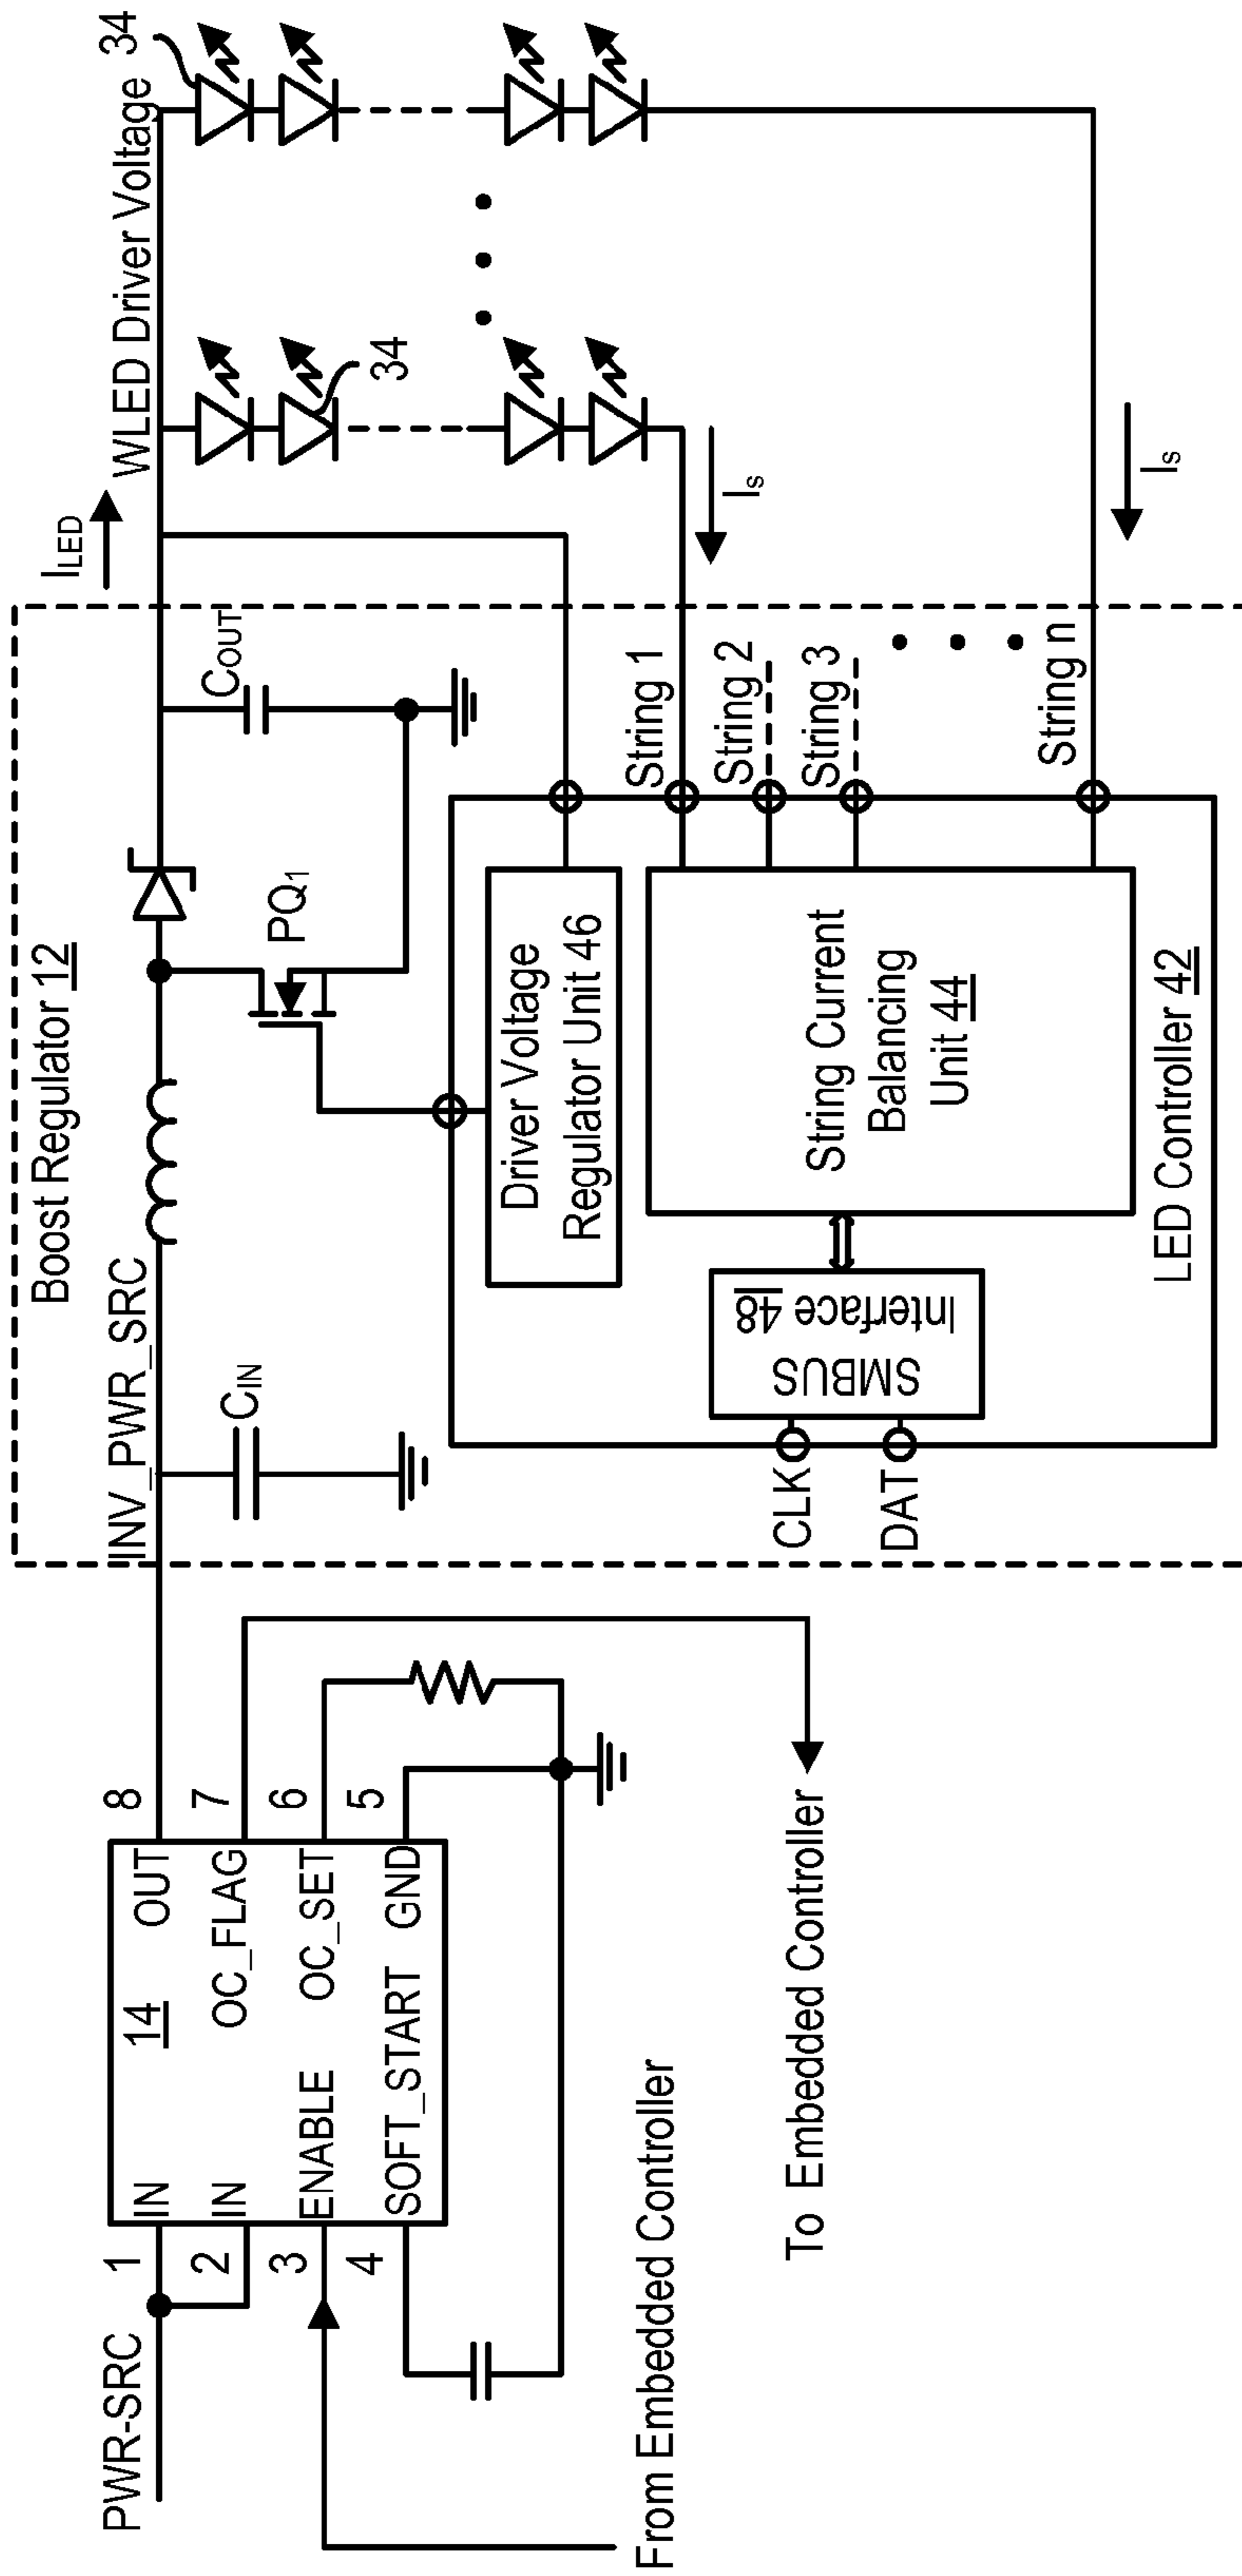 PWR-SRC
1
2
3
4
IN
IN
ENABLE
SOFT_START
14
OUT
OC_FLAG
OC_SET
GND
8
7
6
5
From Embedded Controller
To Embedded Controller
Boost Regulator 12
INV_PWR_SRC
CIN
PQ1
COUT
ILED
WLED Driver Voltage
34
34
Is
Is
Driver Voltage
Regulator Unit 46
String 1
String 2
String 3
String n
String Current
Balancing
Unit 44
SMBUS
Interface 48
CLK
DAT
LED Controller 42